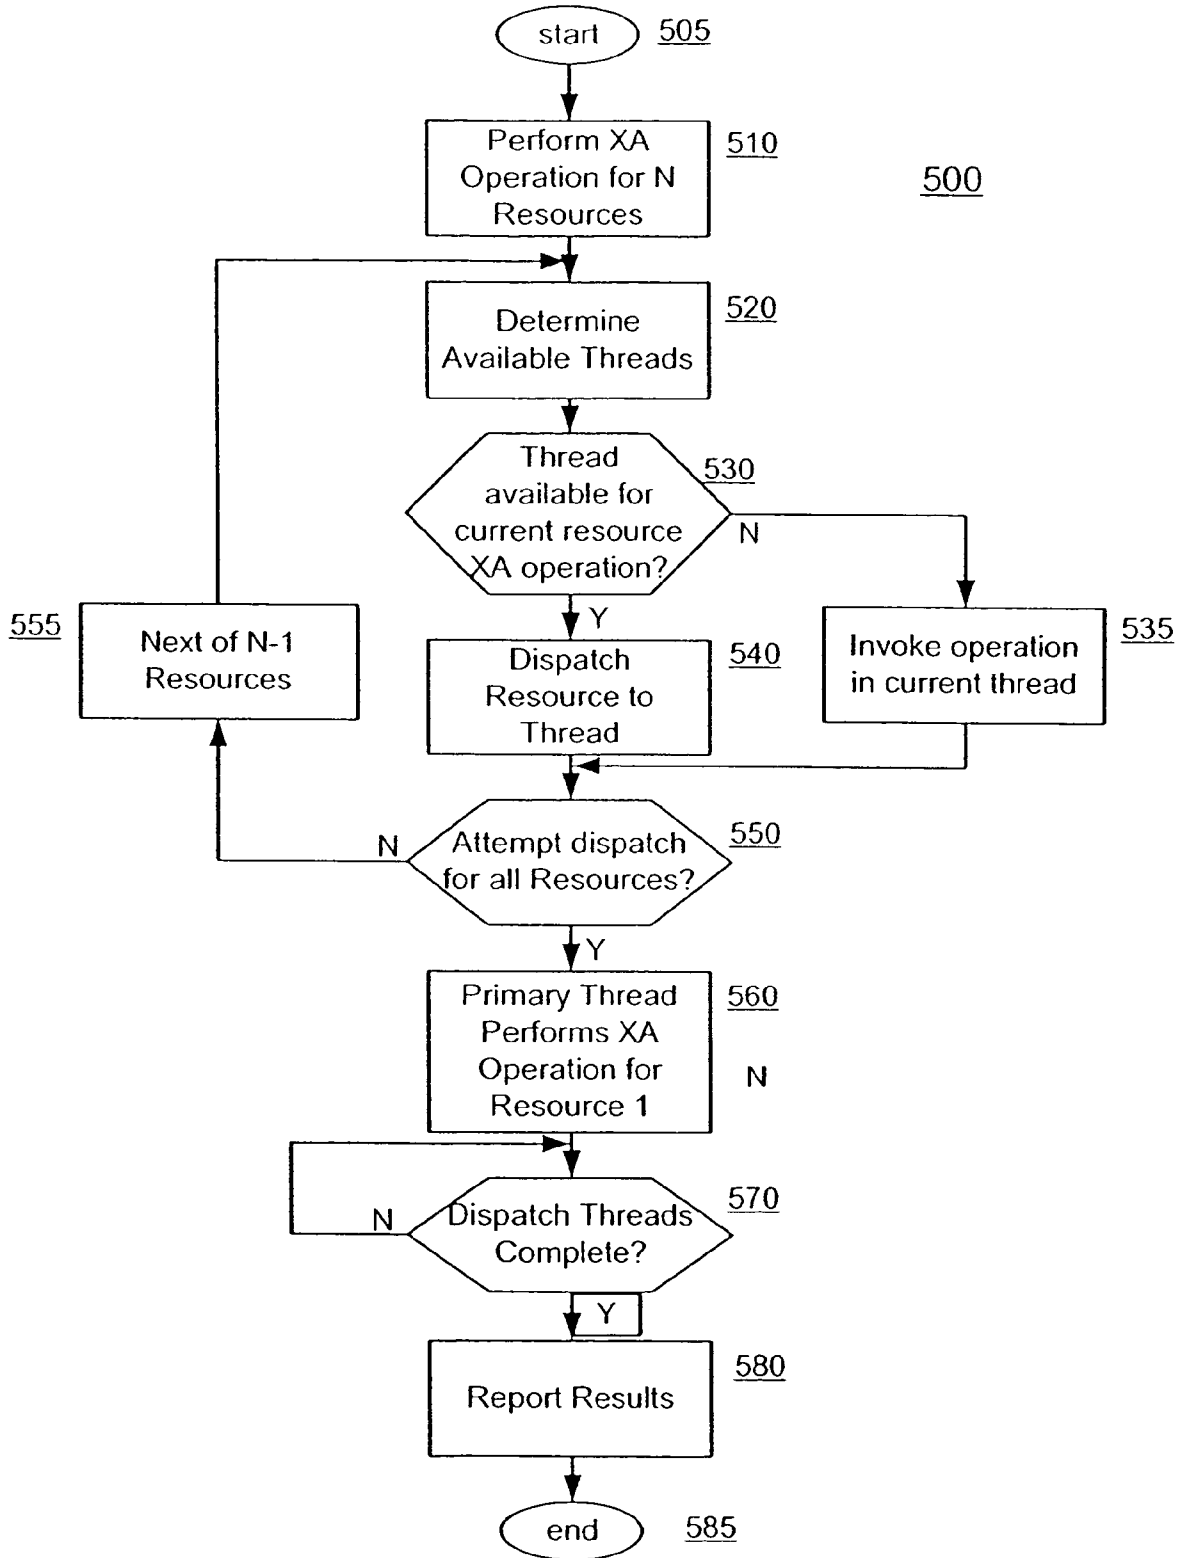 start
505
Perform XA
Operation for N
Resources
510
500
Determine
Available Threads
520
Thread
available for
current resource
XA operation?
530
N
Y
555
Next of N-1
Resources
Dispatch
Resource to
Thread
540
Invoke operation
in current thread
535
N
Attempt dispatch
for all Resources?
550
Y
Primary Thread
Performs XA
Operation for
Resource 1
560
N
N
Dispatch Threads
Complete?
570
Y
Report Results
580
end
585